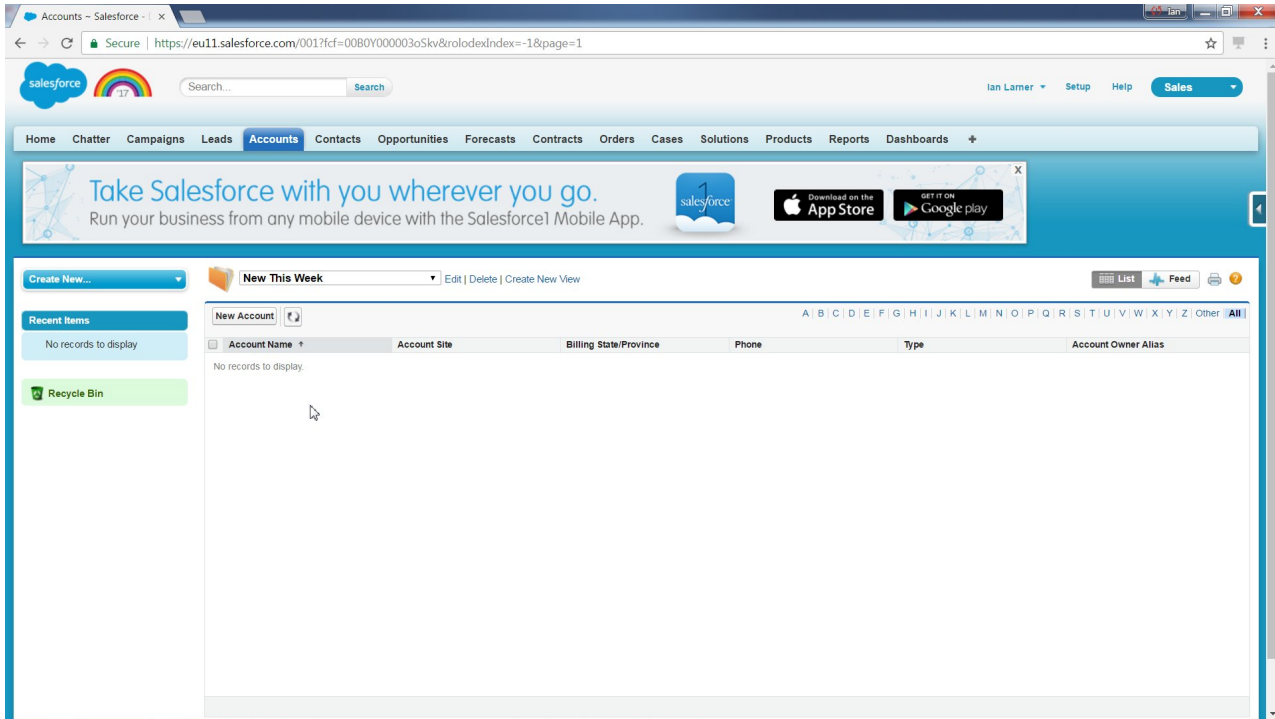 Accounts ~ Salesforce -
Ian
Secure https://eu11.salesforce.com/001?fcf=00B0Y000003oSkv&rolodexIndex=-1&page=1
salesforce '17 Search... Search Ian Larner Setup Help Sales
Home Chatter Campaigns Leads Accounts Contacts Opportunities Forecasts Contracts Orders Cases Solutions Products Reports Dashboards +
X
Take Salesforce with you wherever you go.
Run your business from any mobile device with the Salesforce1 Mobile App.
1
salesforce
Download on the
App Store
GET IT ON
Google play
Create New... New This Week Edit | Delete | Create New View List Feed ?
Recent Items
No records to display
Recycle Bin
New Account A | B | C | D | E | F | G | H | I | J | K | L | M | N | O | P | Q | R | S | T | U | V | W | X | Y | Z | Other | All |
Account Name ↑ Account Site Billing State/Province Phone Type Account Owner Alias
No records to display.